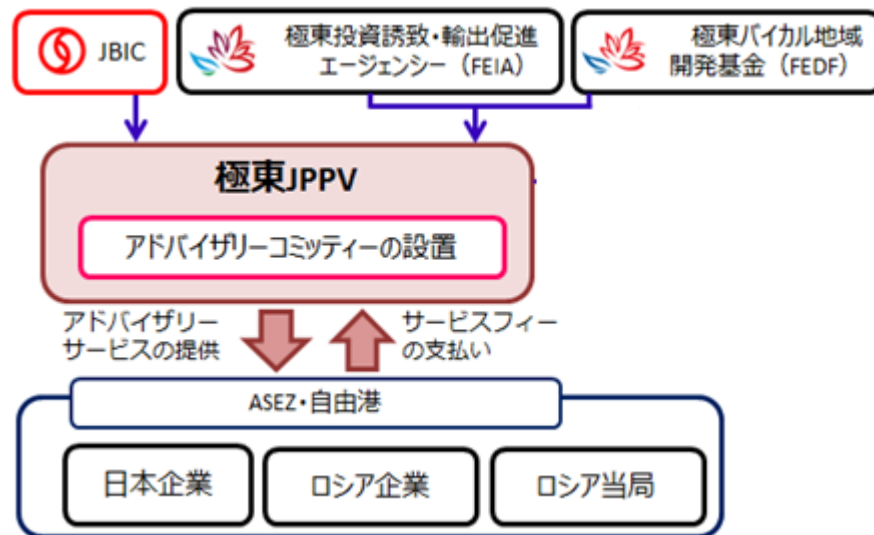 JBIC
極東投資誘致・輸出促進
エージェンシー（FEIA）
極東バイカル地域
開発基金（FEDF）
極東JPPV
アドバイザリーコミッティーの設置
アドバイザリー
サービスの提供
サービスフィー
の支払い
ASEZ・自由港
日本企業
ロシア企業
ロシア当局